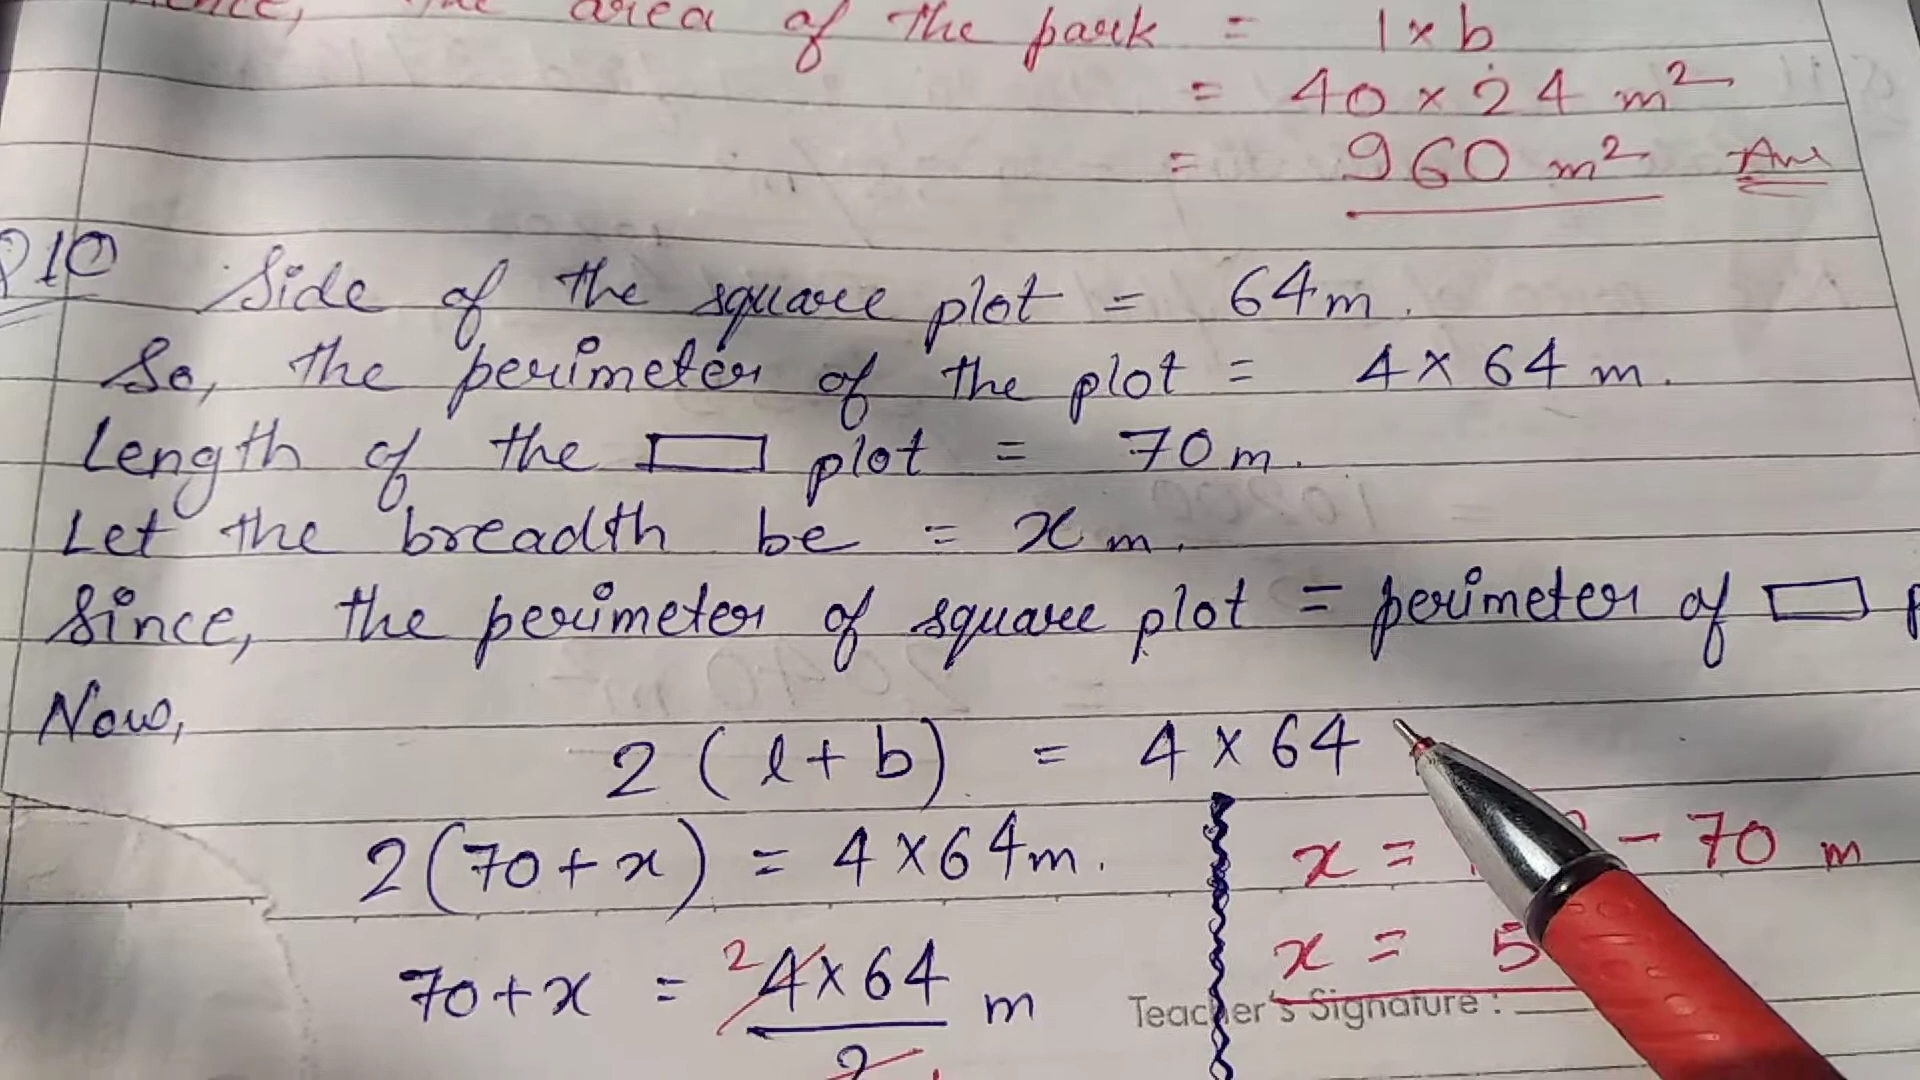 the area of the park = l × b
= 40 × 24 m²
= 960 m² Ans
Q10 Side of the square plot = 64 m.
So, the perimeter of the plot = 4 × 64 m.
Length of the ▭ plot = 70 m.
Let the breadth be = x m.
Since, the perimeter of square plot = perimeter of ▭
Now,
2 ( l + b ) = 4 × 64
2 ( 70 + x ) = 4 × 64 m.
70 + x = 2 4 × 64 m
2
x = - 70 m
x = 5
Teacher's Signature :